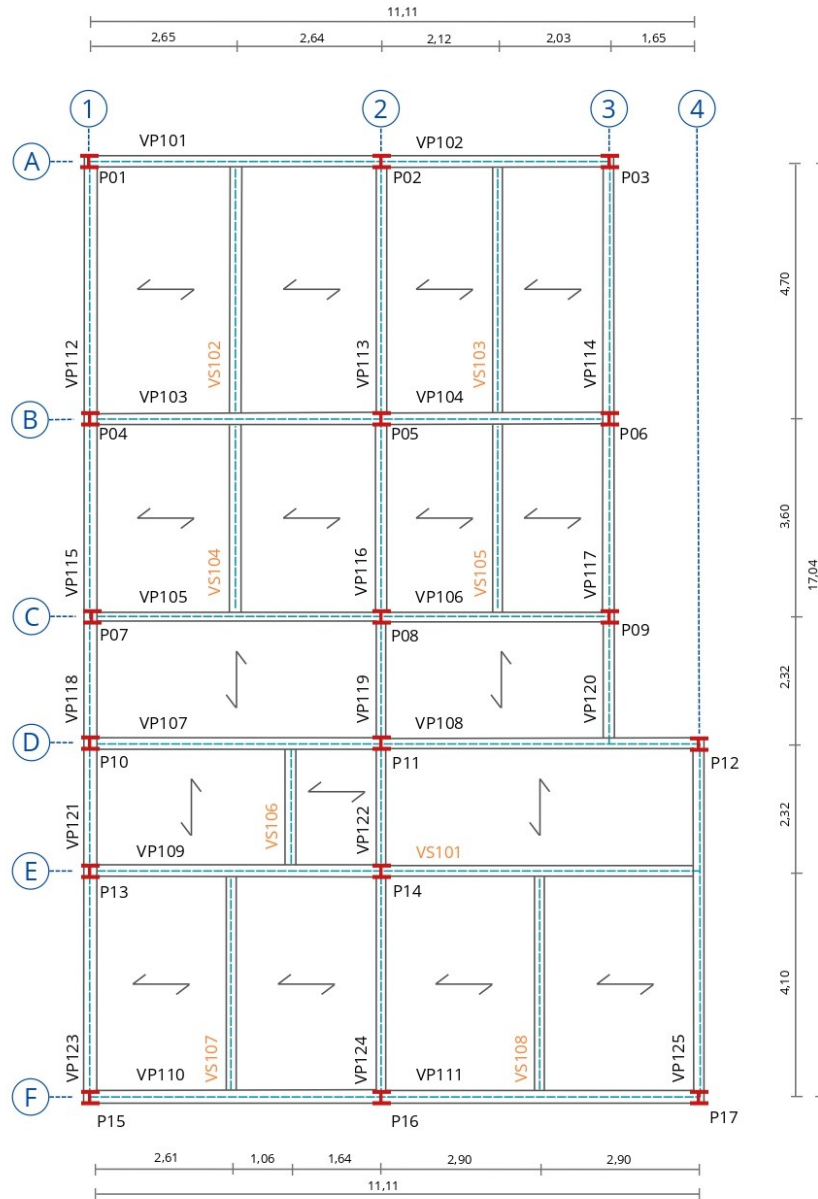 11,11
2,65 2,64 2,12 2,03 1,65
1 2 3 4
A VP101 VP102
P01 P02 P03
4,70
VP112 VS102 VP113 VS103 VP114
VP103 VP104
B
P04 P05 P06
3,60
VP115 VS104 VP116 VS105 VP117
17,04
VP105 VP106
C
P07 P08 P09
2,32
VP118 VP119 VP120
VP107 VP108
D
P10 P11 P12
2,32
VP121 VS106 VP122
VP109 VS101
E
P13 P14
4,10
VP123 VS107 VP124 VS108 VP125
VP110 VP111
F
P15 P16 P17
2,61 1,06 1,64 2,90 2,90
11,11